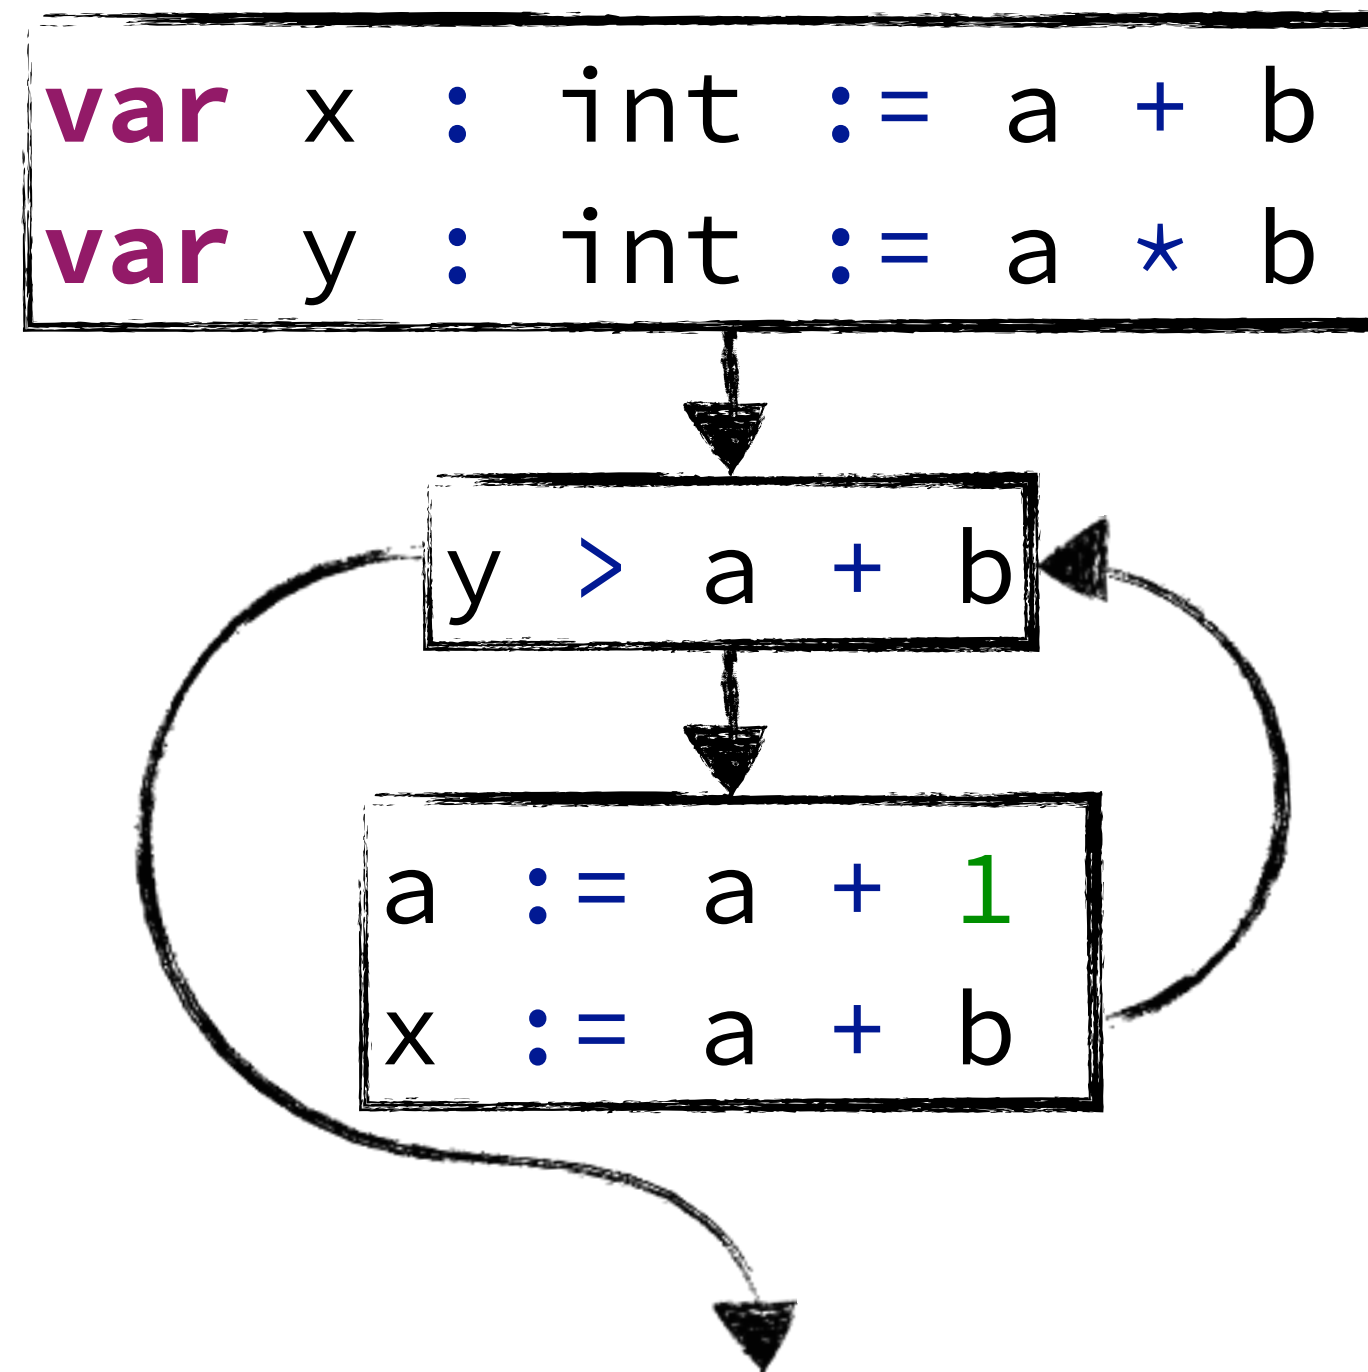 var x : int := a + b
var y : int := a * b
y > a + b
a := a + 1
x := a + b